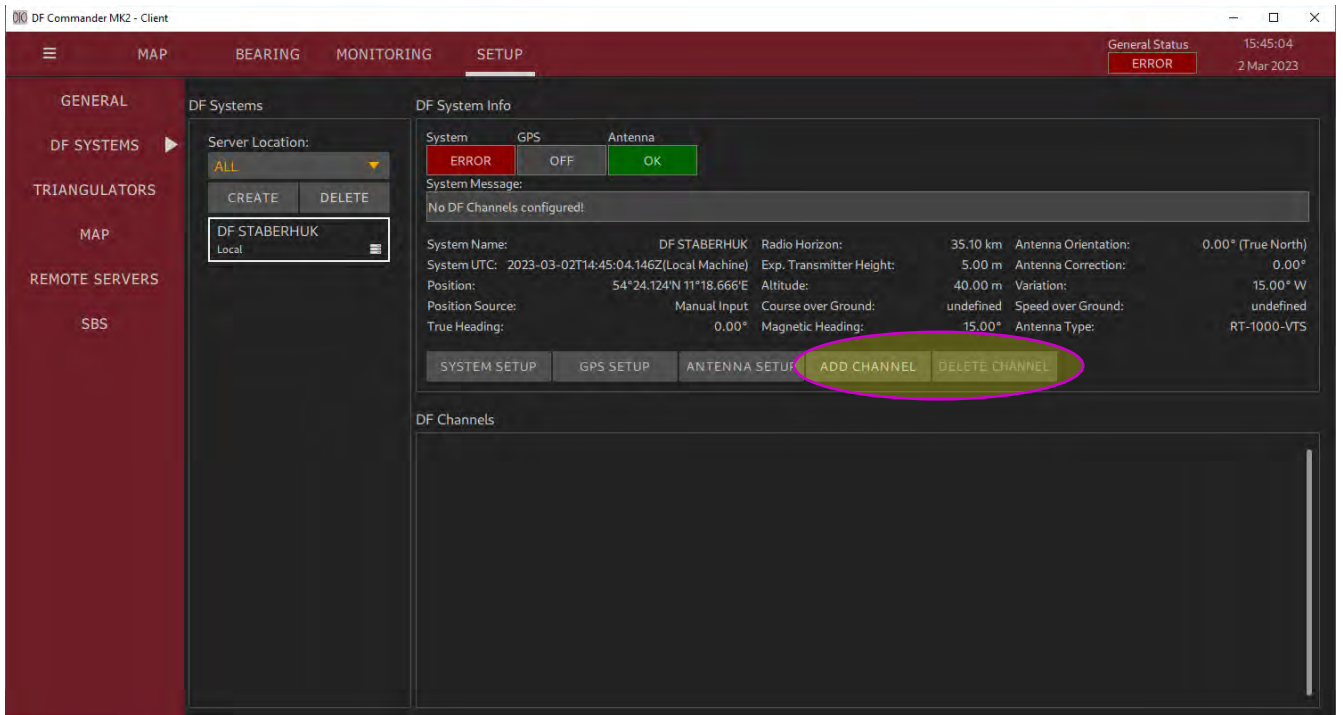 DF Commander MK2 - Client
MAP BEARING MONITORING SETUP
General Status 15:45:04
ERROR 2 Mar 2023
GENERAL
DF SYSTEMS
TRIANGULATORS
MAP
REMOTE SERVERS
SBS
DF Systems
Server Location:
ALL
CREATE DELETE
DF STABERHUK
Local
DF System Info
System GPS Antenna
ERROR OFF OK
System Message:
No DF Channels configured!
System Name: DF STABERHUK Radio Horizon: 35.10 km Antenna Orientation: 0.00° (True North)
System UTC: 2023-03-02T14:45:04.146Z(Local Machine) Exp. Transmitter Height: 5.00 m Antenna Correction: 0.00°
Position: 54°24.124'N 11°18.666'E Altitude: 40.00 m Variation: 15.00° W
Position Source: Manual Input Course over Ground: undefined Speed over Ground: undefined
True Heading: 0.00° Magnetic Heading: 15.00° Antenna Type: RT-1000-VTS
SYSTEM SETUP GPS SETUP ANTENNA SETUP ADD CHANNEL DELETE CHANNEL
DF Channels